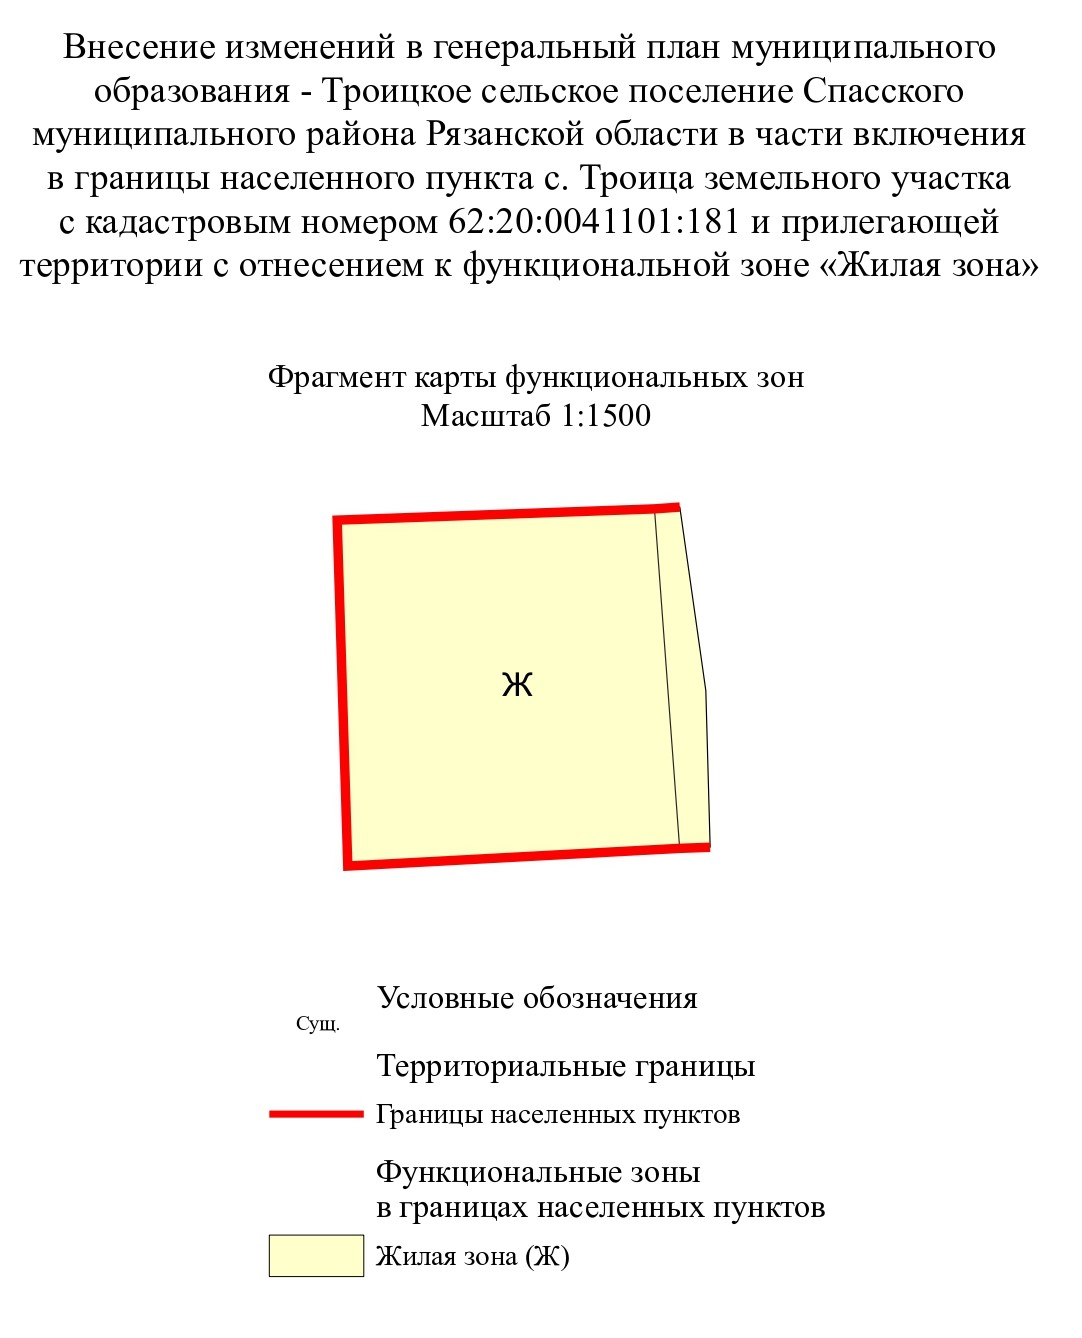 Внесение изменений в генеральный план муниципального
образования - Троицкое сельское поселение Спасского
муниципального района Рязанской области в части включения
в границы населенного пункта с. Троица земельного участка
с кадастровым номером 62:20:0041101:181 и прилегающей
территории с отнесением к функциональной зоне «Жилая зона»
Фрагмент карты функциональных зон
Масштаб 1:1500
Ж
Условные обозначения
Сущ.
Территориальные границы
Границы населенных пунктов
Функциональные зоны
в границах населенных пунктов
Жилая зона (Ж)